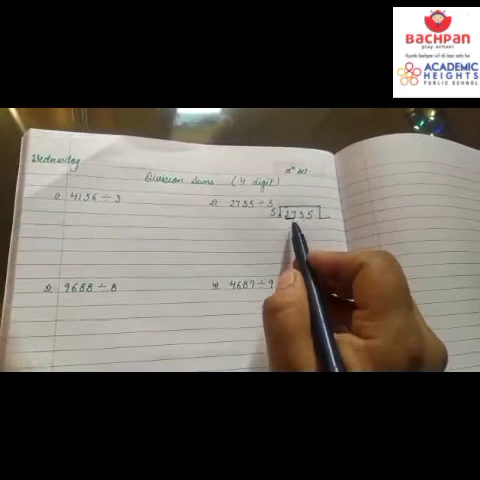 BACHPAN
play school
ACADEMIC
HEIGHTS
PUBLIC SCHOOL
Wednesday
Division Sums (4 digit)
1) 4136 ÷ 3
2) 2735 ÷ 5
5 2735
3) 9688 ÷ 8
4) 4689 ÷ 9